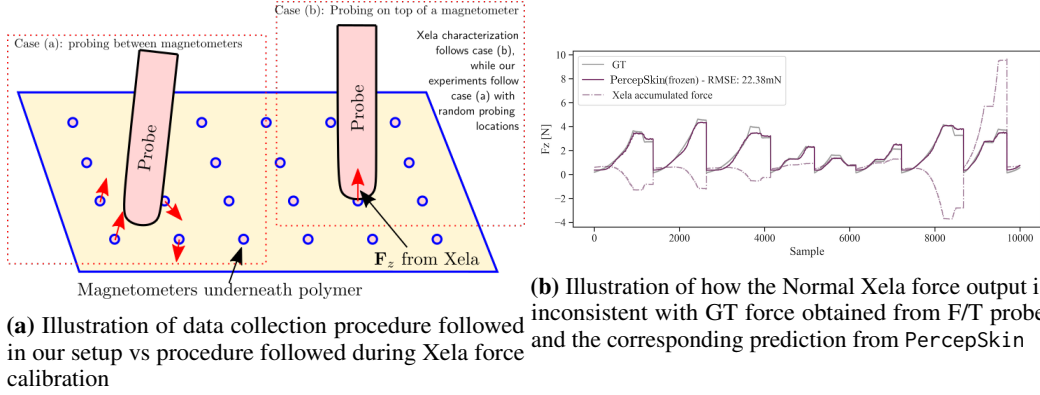 Case (b): Probing on top of a magnetometer
Case (a): probing between magnetometers
Xela characterization
follows case (b),
while our
experiments follow
case (a) with
random probing
locations
Probe
Probe
F_z from Xela
Magnetometers underneath polymer
(a) Illustration of data collection procedure followed
in our setup vs procedure followed during Xela force
calibration
GT
PercepSkin(frozen) - RMSE: 22.38mN
Xela accumulated force
Fz [N]
10
8
6
4
2
0
−2
−4
0
2000
4000
6000
8000
10000
Sample
(b) Illustration of how the Normal Xela force output i
inconsistent with GT force obtained from F/T probe
and the corresponding prediction from PercepSkin